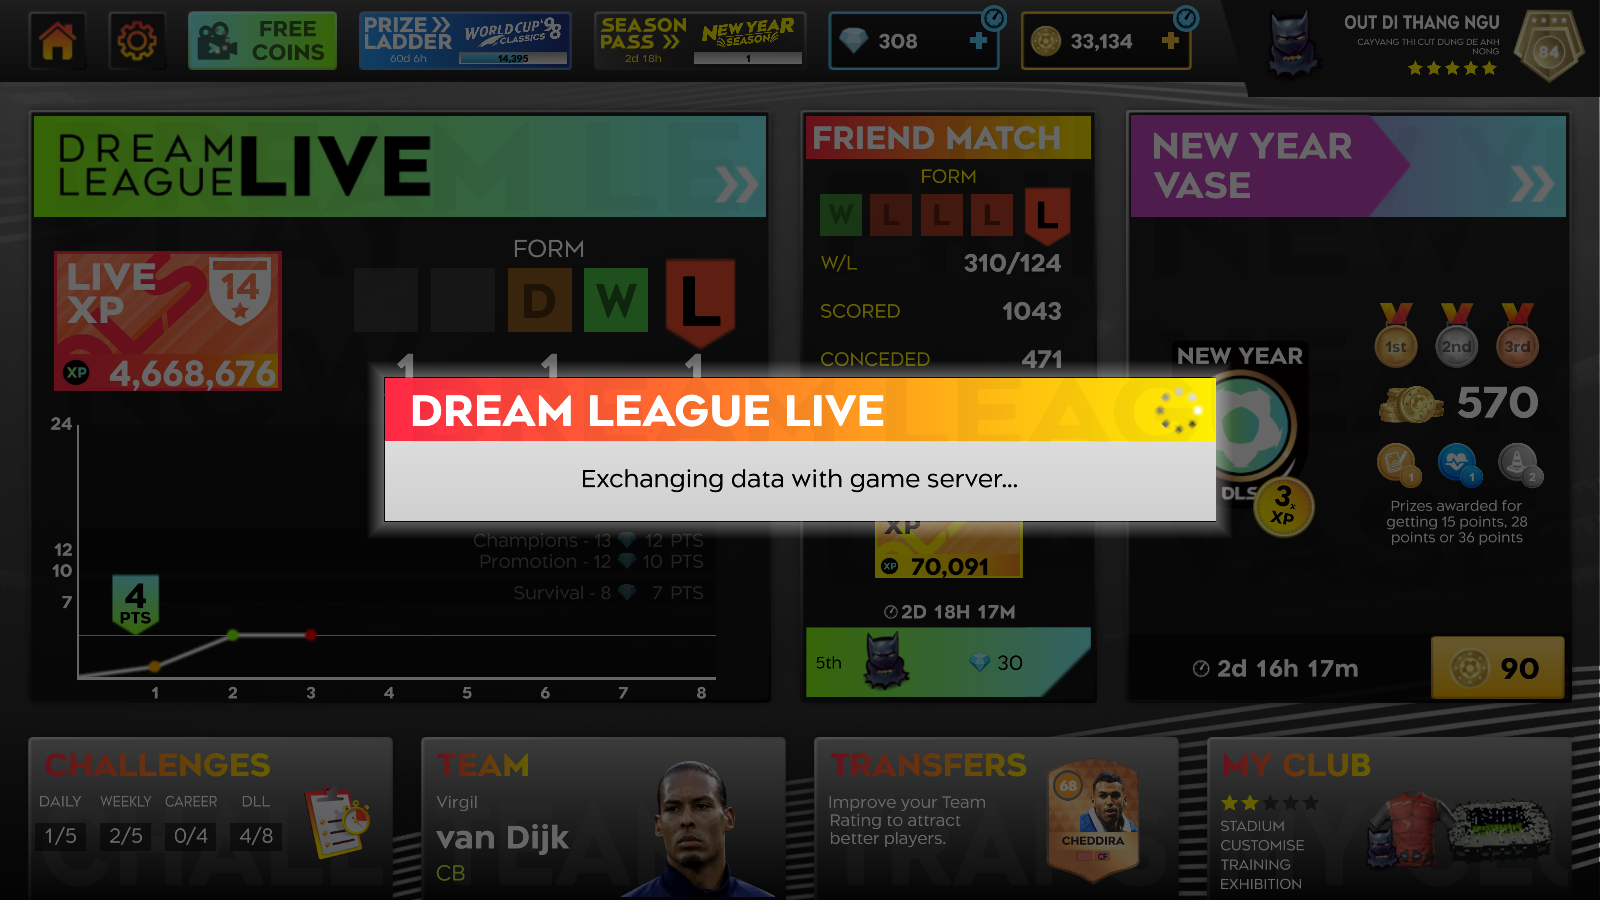 FREE
COINS
PRIZE
LADDER
60d 6h
WORLD CUP '98
CLASSICS
14,395
SEASON
PASS
2d 18h
NEW YEAR
SEASON
1
308
33,134
OUT DI THANG NGU
CAYVANG THI CUT DUNG DE ANH
NONG
84
DREAM
LEAGUE LIVE
FORM
LIVE
XP
14
XP 4,668,676
D W L
1 1 1
24
12
10
7
4
PTS
Champions - 13 12 PTS
Promotion - 12 10 PTS
Survival - 8 7 PTS
1 2 3 4 5 6 7 8
FRIEND MATCH
FORM
W L L L L
W/L 310/124
SCORED 1043
CONCEDED 471
XP
XP 70,091
2D 18H 17M
5th 30
NEW YEAR
VASE
NEW YEAR
DLS
3x
XP
1st 2nd 3rd
570
1 1 2
Prizes awarded for
getting 15 points, 28
points or 36 points
2d 16h 17m
90
DREAM LEAGUE LIVE
Exchanging data with game server...
CHALLENGES
DAILY WEEKLY CAREER DLL
1/5 2/5 0/4 4/8
TEAM
Virgil
van Dijk
CB
TRANSFERS
Improve your Team
Rating to attract
better players.
68
CHEDDIRA
CF
MY CLUB
STADIUM
CUSTOMISE
TRAINING
EXHIBITION